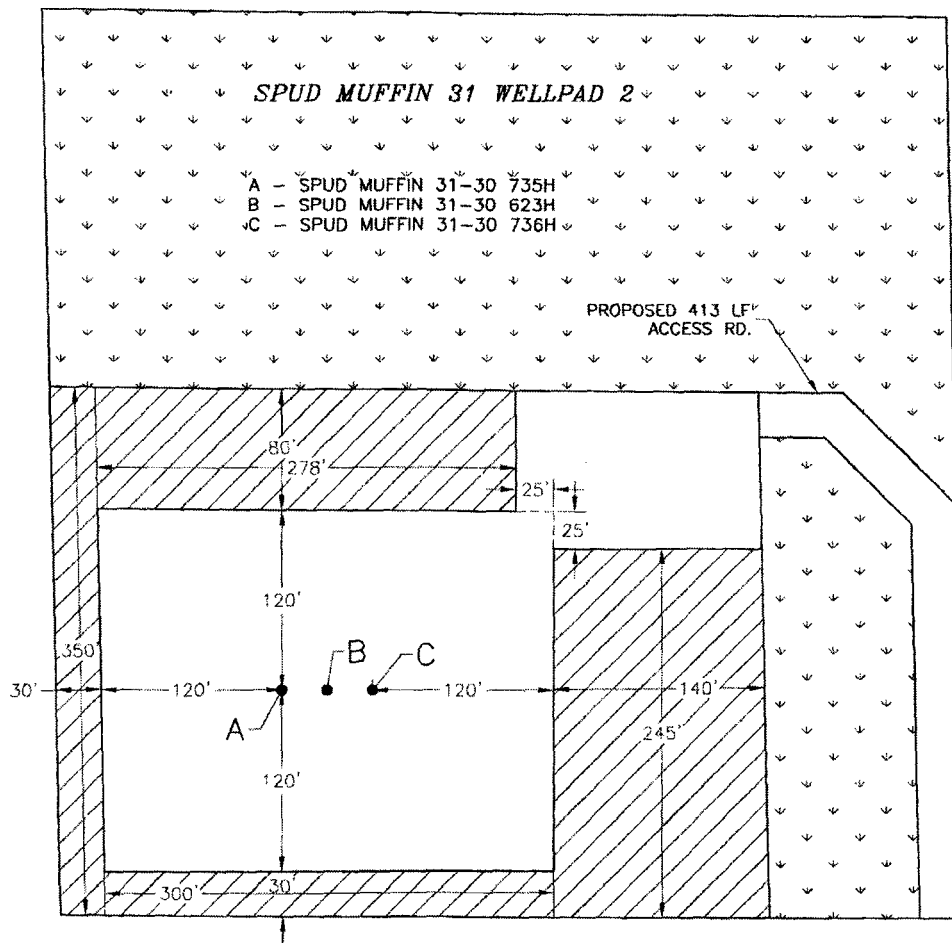 SPUD MUFFIN 31 WELLPAD 2
A - SPUD MUFFIN 31-30 735H
B - SPUD MUFFIN 31-30 623H
C - SPUD MUFFIN 31-30 736H
PROPOSED 413 LF
ACCESS RD.
80'
278'
25'
25'
120'
350'
30'
120'
A
B
C
120'
140'
245'
120'
300'
30'